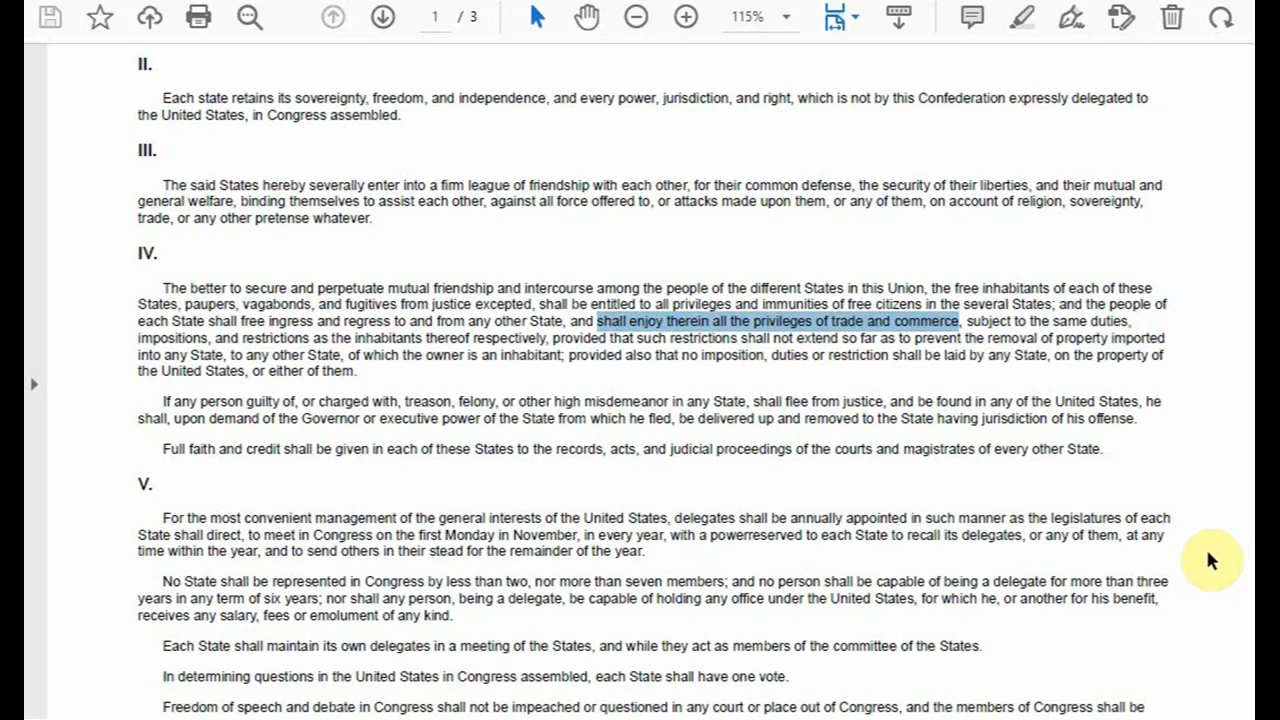 1 / 3 115%
II.
Each state retains its sovereignty, freedom, and independence, and every power, jurisdiction, and right, which is not by this Confederation expressly delegated to
the United States, in Congress assembled.
III.
The said States hereby severally enter into a firm league of friendship with each other, for their common defense, the security of their liberties, and their mutual and
general welfare, binding themselves to assist each other, against all force offered to, or attacks made upon them, or any of them, on account of religion, sovereignty,
trade, or any other pretense whatever.
IV.
The better to secure and perpetuate mutual friendship and intercourse among the people of the different States in this Union, the free inhabitants of each of these
States, paupers, vagabonds, and fugitives from justice excepted, shall be entitled to all privileges and immunities of free citizens in the several States; and the people of
each State shall free ingress and regress to and from any other State, and shall enjoy therein all the privileges of trade and commerce, subject to the same duties,
impositions, and restrictions as the inhabitants thereof respectively, provided that such restrictions shall not extend so far as to prevent the removal of property imported
into any State, to any other State, of which the owner is an inhabitant; provided also that no imposition, duties or restriction shall be laid by any State, on the property of
the United States, or either of them.
If any person guilty of, or charged with, treason, felony, or other high misdemeanor in any State, shall flee from justice, and be found in any of the United States, he
shall, upon demand of the Governor or executive power of the State from which he fled, be delivered up and removed to the State having jurisdiction of his offense.
Full faith and credit shall be given in each of these States to the records, acts, and judicial proceedings of the courts and magistrates of every other State.
V.
For the most convenient management of the general interests of the United States, delegates shall be annually appointed in such manner as the legislatures of each
State shall direct, to meet in Congress on the first Monday in November, in every year, with a powerreserved to each State to recall its delegates, or any of them, at any
time within the year, and to send others in their stead for the remainder of the year.
No State shall be represented in Congress by less than two, nor more than seven members; and no person shall be capable of being a delegate for more than three
years in any term of six years; nor shall any person, being a delegate, be capable of holding any office under the United States, for which he, or another for his benefit,
receives any salary, fees or emolument of any kind.
Each State shall maintain its own delegates in a meeting of the States, and while they act as members of the committee of the States.
In determining questions in the United States in Congress assembled, each State shall have one vote.
Freedom of speech and debate in Congress shall not be impeached or questioned in any court or place out of Congress, and the members of Congress shall be